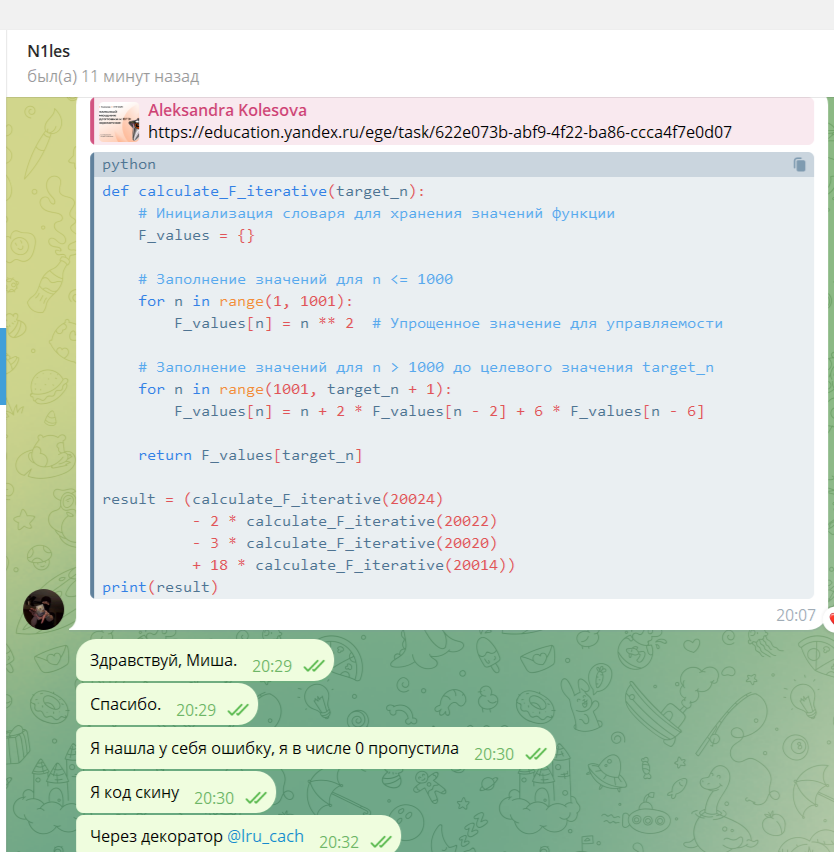 N1les
был(а) 11 минут назад
Aleksandra Kolesova
https://education.yandex.ru/ege/task/622e073b-abf9-4f22-ba86-ccca4f7e0d07
python
def calculate_F_iterative(target_n):
    # Инициализация словаря для хранения значений функции
    F_values = {}
    # Заполнение значений для n <= 1000
    for n in range(1, 1001):
        F_values[n] = n ** 2  # Упрощенное значение для управляемости
    # Заполнение значений для n > 1000 до целевого значения target_n
    for n in range(1001, target_n + 1):
        F_values[n] = n + 2 * F_values[n - 2] + 6 * F_values[n - 6]
    return F_values[target_n]
result = (calculate_F_iterative(20024)
          - 2 * calculate_F_iterative(20022)
          - 3 * calculate_F_iterative(20020)
          + 18 * calculate_F_iterative(20014))
print(result)
20:07
Здравствуй, Миша. 20:29
Спасибо. 20:29
Я нашла у себя ошибку, я в числе 0 пропустила 20:30
Я код скину 20:30
Через декоратор @lru_cach 20:32